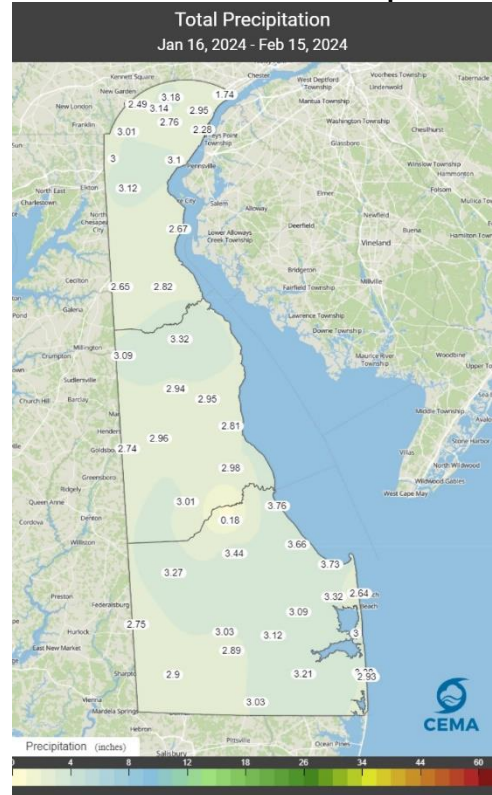 Total Precipitation
Jan 16, 2024 - Feb 15, 2024
Kennett Square
Chester
West Deptford Township
Voorhees Township
Tabernacle
New Garden
3.18
1.74
Lindenwold
New London
2.49
3.14
2.95
Mantua Township
Franklin
2.76
2.28
Washington Township
3.01
Township
Glassboro
Chesilhurst
3
3.1
Pennsville
Winslow Township
Hammonton
North East
Elkton
3.12
Elmer
Folsom
Charlestown
Salem
Alloway
Newfield
North
Chesapeake
City
2.67
Lower Alloways
Creek Township
Deerfield
Buena
Vineland
Bridgeton
Cecilton
2.65
2.82
Fairfield Township
Millville
Galena
Lawrence Township
Downe Township
Millington
3.32
3.09
Maurice River
Township
Woodbine
Crumpton
Sudlersville
2.94
Church Hill
Barclay
2.95
Middle Township
2.81
2.96
Stone Harbor
2.74
Goldsboro
2.98
Villas
North Wildwood
Greensboro
Wildwood Gables
Ridgely
3.01
3.76
West Cape May
Queen Anne
Denton
0.18
Cordova
Williston
3.44
3.66
3.27
3.73
Preston
3.32
2.64
Federalsburg
3.09
Beach
2.75
3.03
3.12
3
Hurlock
2.89
East New Market
Sharptown
2.9
3.21
2.93
Vienna
Mardela Springs
3.03
CEMA
Hebron
Pittsville
Precipitation (inches)
Salisbury
Ocean Pines
0 4 8 12 18 26 34 44 60